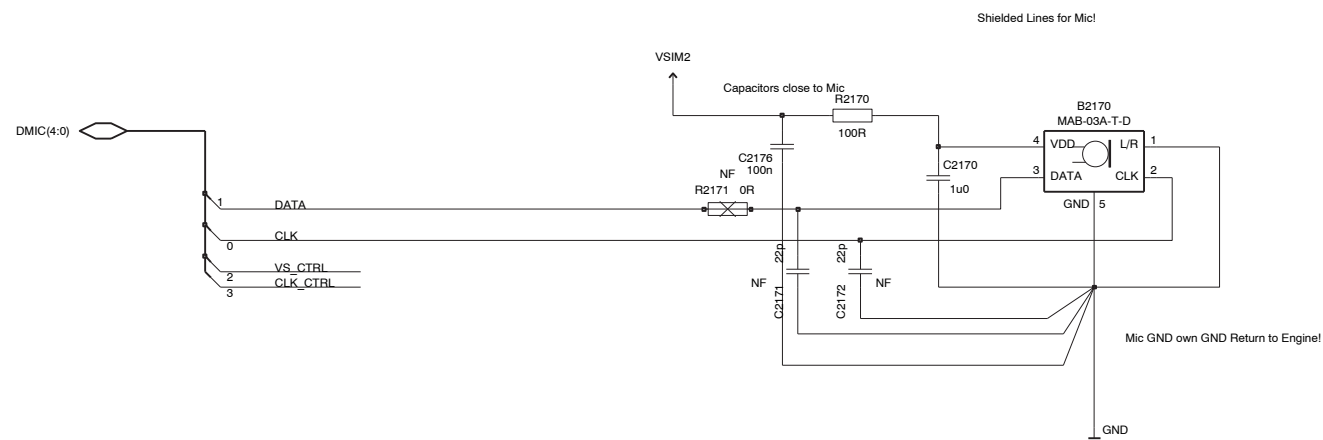 Shielded Lines for Mic!
VSIM2
Capacitors close to Mic
R2170
100R
B2170
MAB-03A-T-D
DMIC(4:0)
4 VDD L/R 1
3 DATA CLK 2
GND 5
C2176
100n
C2170
1u0
NF
R2171 0R
1 DATA
0 CLK
2 VS_CTRL
3 CLK_CTRL
22p
NF
C2171
22p
NF
C2172
Mic GND own GND Return to Engine!
GND